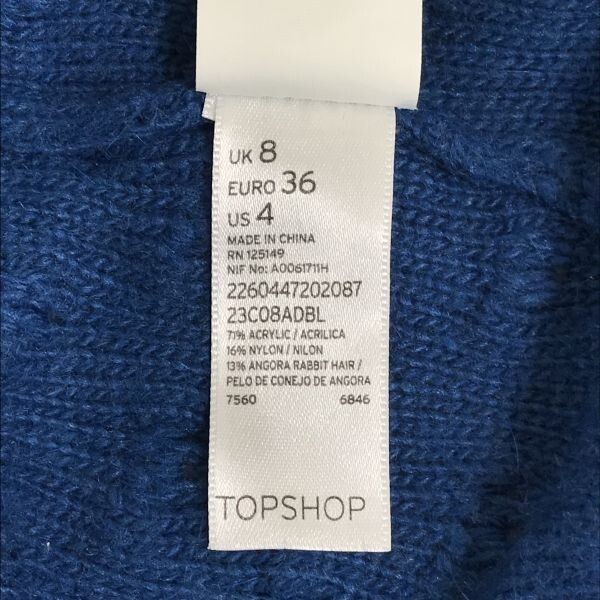 UK 8
EURO 36
US 4
MADE IN CHINA
RN 125149
NIF No: A0061711H
2260447202087
23C08ADBL
71% ACRYLIC / ACRILICA
16% NYLON / NILON
13% ANGORA RABBIT HAIR /
PELO DE CONEJO DE ANGORA
7560 6846
TOPSHOP